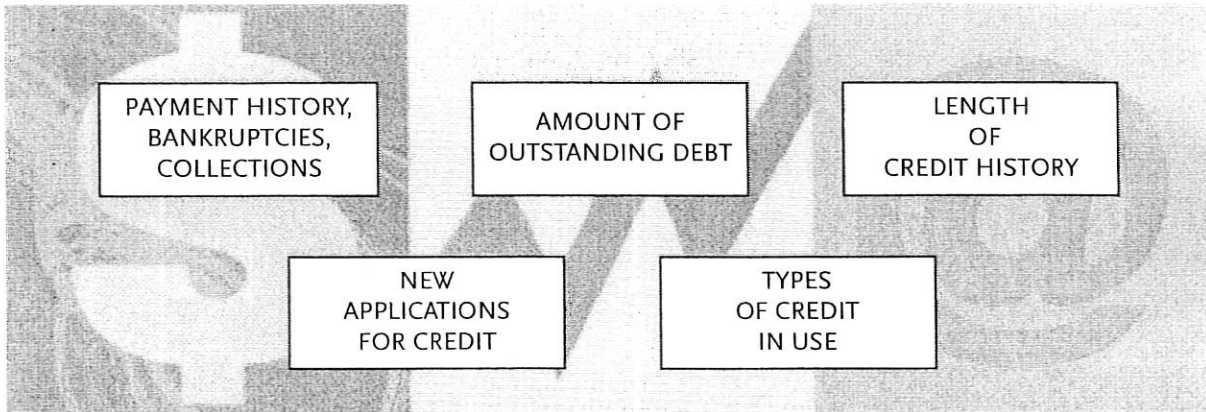 PAYMENT HISTORY,
BANKRUPTCIES,
COLLECTIONS
AMOUNT OF
OUTSTANDING DEBT
LENGTH
OF
CREDIT HISTORY
NEW
APPLICATIONS
FOR CREDIT
TYPES
OF CREDIT
IN USE